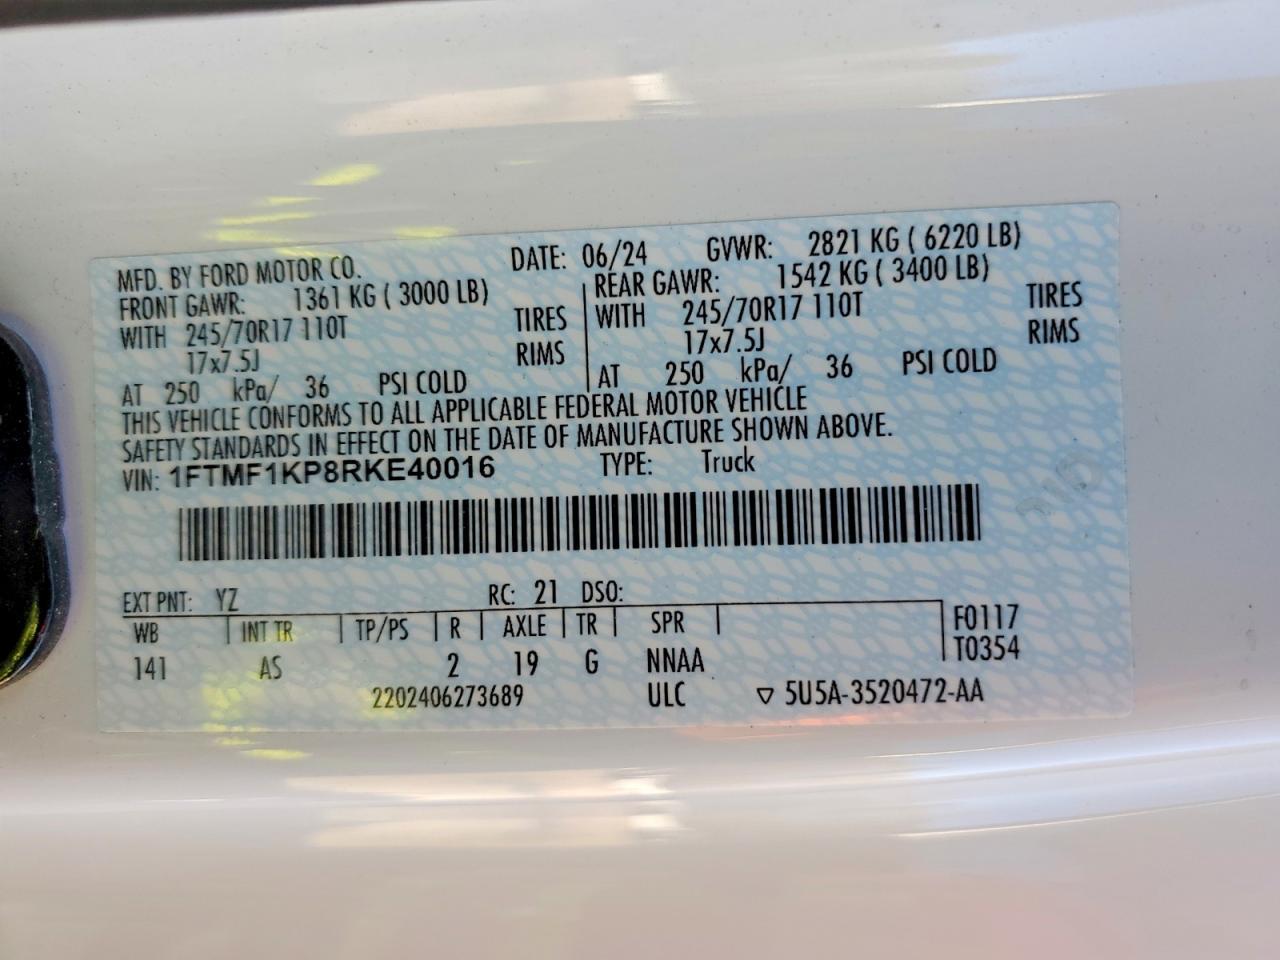 MFD. BY FORD MOTOR CO. DATE: 06/24 GVWR: 2821 KG ( 6220 LB)
FRONT GAWR: 1361 KG ( 3000 LB) REAR GAWR: 1542 KG ( 3400 LB)
WITH 245/70R17 110T TIRES WITH 245/70R17 110T TIRES
17x7.5J RIMS 17x7.5J RIMS
AT 250 kPa/ 36 PSI COLD AT 250 kPa/ 36 PSI COLD
THIS VEHICLE CONFORMS TO ALL APPLICABLE FEDERAL MOTOR VEHICLE
SAFETY STANDARDS IN EFFECT ON THE DATE OF MANUFACTURE SHOWN ABOVE.
VIN: 1FTMF1KP8RKE40016 TYPE: Truck
EXT PNT: YZ RC: 21 DSO:
WB INT TR TP/PS R AXLE TR SPR F0117
141 AS 2 19 G NNAA T0354
2202406273689 ULC ▽ 5U5A-3520472-AA